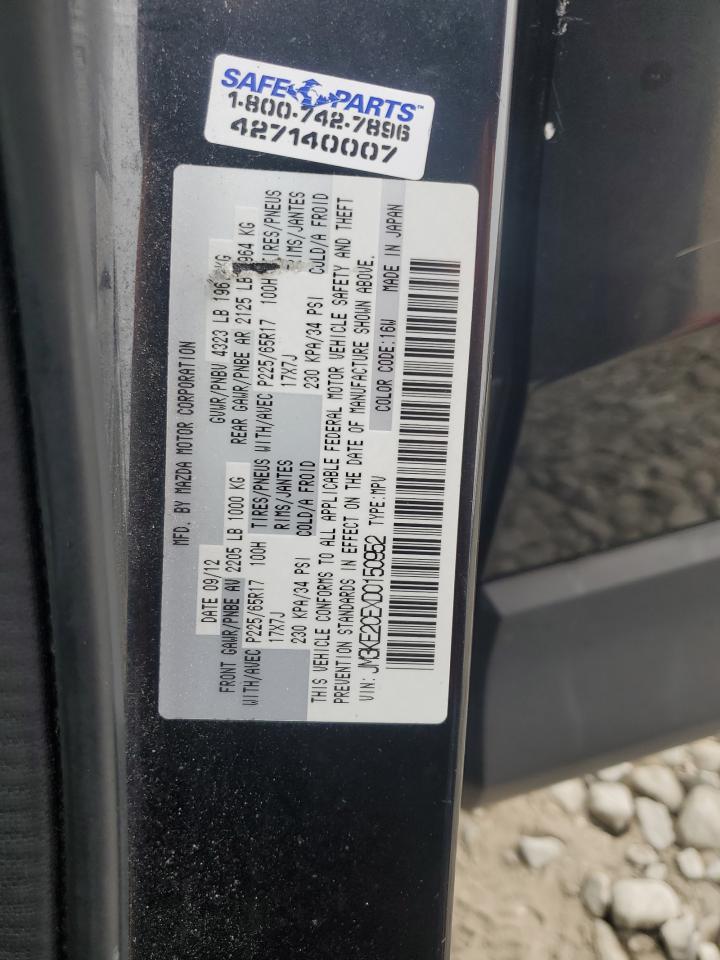 SAFE PARTS™
1-800-742-7896
427140007
MFD. BY MAZDA MOTOR CORPORATION
DATE 09/12 GVWR/PNBV 4323 LB KG
FRONT GAWR/PNBE AV 2205 LB 1000 KG REAR GAWR/PNBE AR 2125 LB 964 KG
WITH/AVEC P225/65R17 100H TIRES/PNEUS WITH/AVEC P225/65R17 100H TIRES/PNEUS
17X7J RIMS/JANTES 17X7J RIMS/JANTES
230 KPA/34 PSI COLD/A FROID 230 KPA/34 PSI COLD/A FROID
THIS VEHICLE CONFORMS TO ALL APPLICABLE FEDERAL MOTOR VEHICLE SAFETY AND THEFT
PREVENTION STANDARDS IN EFFECT ON THE DATE OF MANUFACTURE SHOWN ABOVE.
VIN: JM3KE2CEXD0150952 TYPE:MPV COLOR CODE:16W MADE IN JAPAN